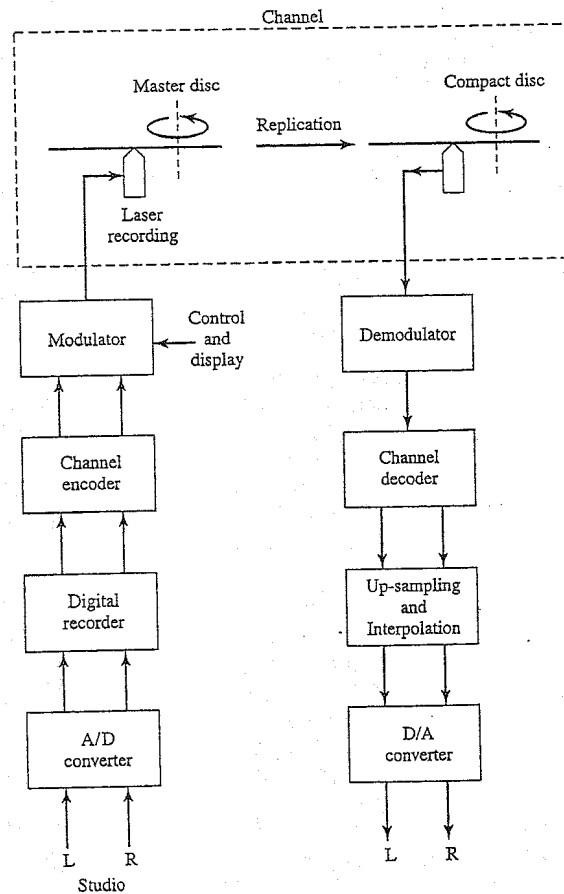 Channel
Master disc
Compact disc
Replication
Laser
recording
Modulator
Control
and
display
Demodulator
Channel
encoder
Channel
decoder
Digital
recorder
Up-sampling
and
Interpolation
A/D
converter
D/A
converter
L R
Studio
L R